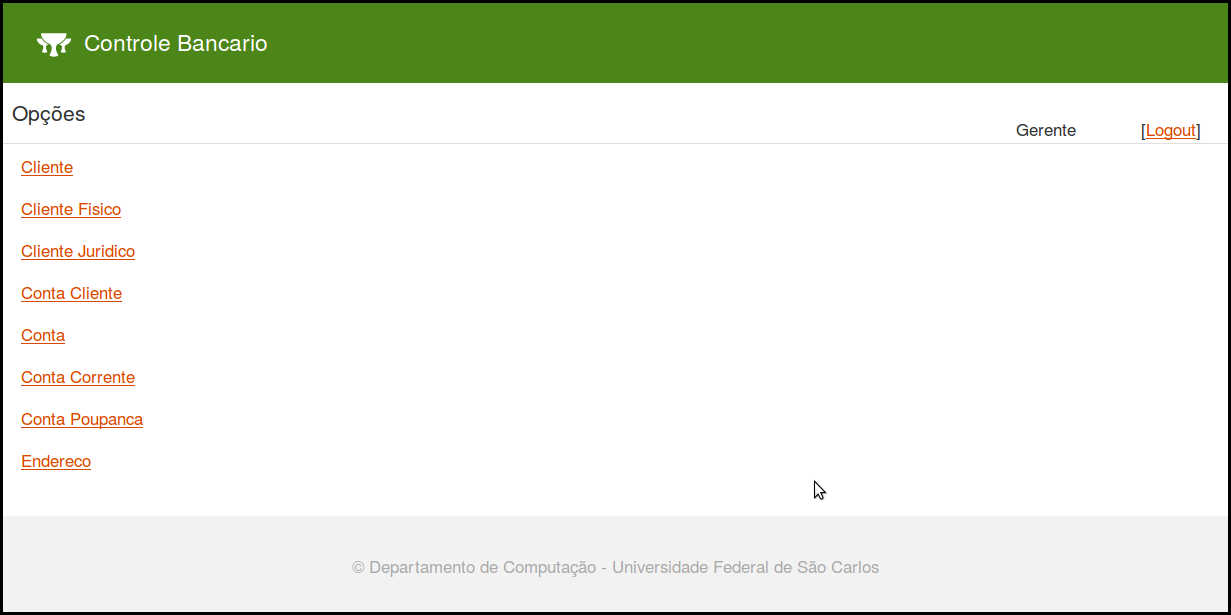 Controle Bancario
Opções
Gerente [Logout]
Cliente
Cliente Fisico
Cliente Juridico
Conta Cliente
Conta
Conta Corrente
Conta Poupanca
Endereco
© Departamento de Computação - Universidade Federal de São Carlos